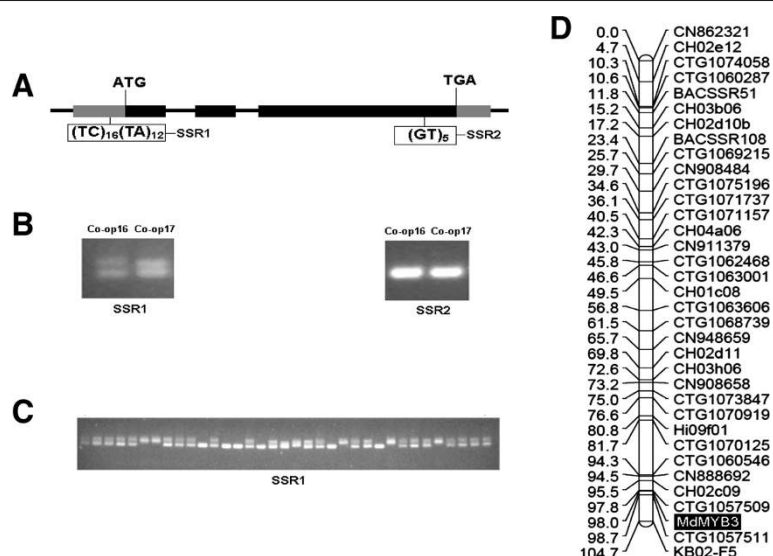 A
ATG
TGA
(TC)16(TA)12
SSR1
(GT)5
SSR2
B
Co-op16 Co-op17
SSR1
Co-op16 Co-op17
SSR2
C
SSR1
D
0.0 CN862321
4.7 CH02e12
10.3 CTG1074058
10.6 CTG1060287
11.8 BACSSR51
15.2 CH03b06
17.2 CH02d10b
23.4 BACSSR108
25.7 CTG1069215
29.7 CN908484
34.6 CTG1075196
36.1 CTG1071737
40.5 CTG1071157
42.3 CH04a06
43.0 CN911379
45.8 CTG1062468
46.6 CTG1063001
49.5 CH01c08
56.8 CTG1063606
61.5 CTG1068739
65.7 CN948659
69.8 CH02d11
72.6 CH03h06
73.2 CN908658
75.0 CTG1073847
76.6 CTG1070919
80.8 Hi09f01
81.7 CTG1070125
94.3 CTG1060546
94.5 CN888692
95.5 CH02c09
97.8 CTG1057509
98.0 MdMYB3
98.7 CTG1057511
104.7 KB02-F5